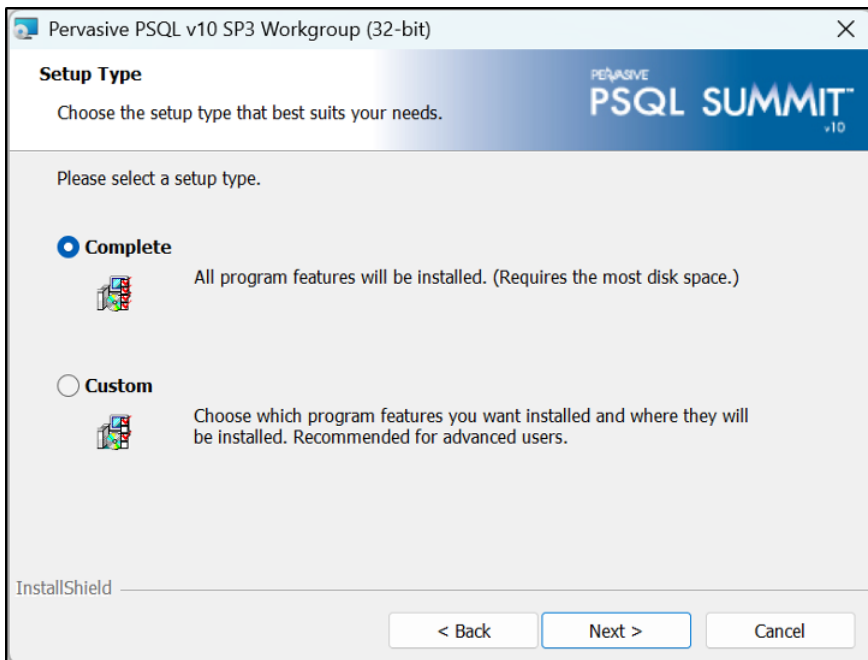 Pervasive PSQL v10 SP3 Workgroup (32-bit)
Setup Type
Choose the setup type that best suits your needs.
PERVASIVE
PSQL SUMMIT™
v10
Please select a setup type.
Complete
All program features will be installed. (Requires the most disk space.)
Custom
Choose which program features you want installed and where they will
be installed. Recommended for advanced users.
InstallShield
< Back
Next >
Cancel